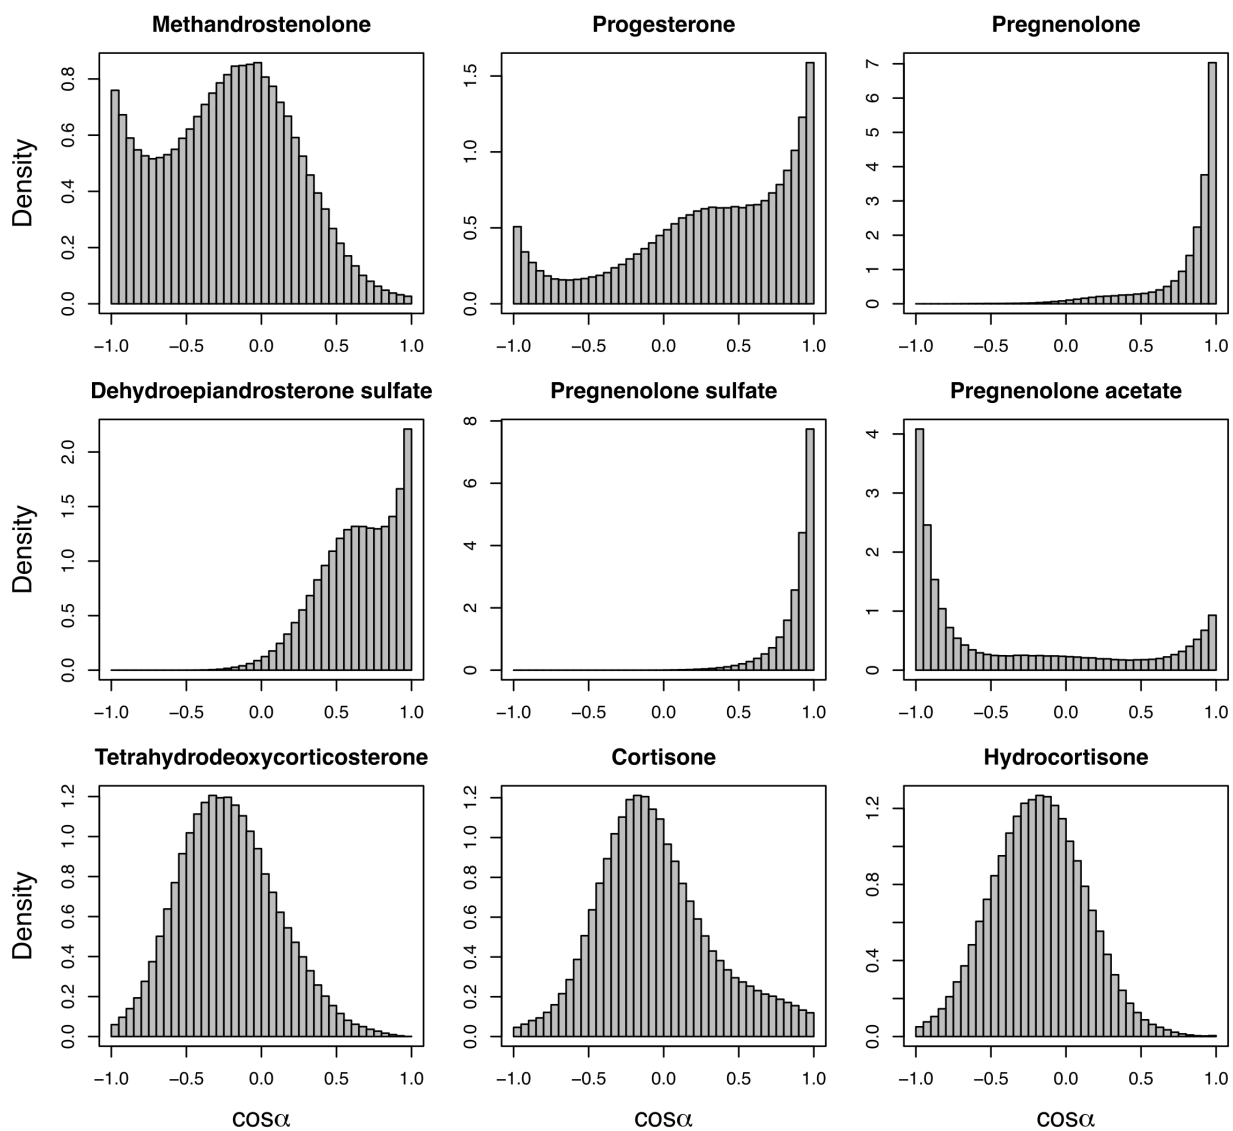 Methandrostenolone
Progesterone
Pregnenolone
Density
0.0 0.2 0.4 0.6 0.8
0.0 0.5 1.0 1.5
0 1 2 3 4 5 6 7
−1.0 −0.5 0.0 0.5 1.0
−1.0 −0.5 0.0 0.5 1.0
−1.0 −0.5 0.0 0.5 1.0
Dehydroepiandrosterone sulfate
Pregnenolone sulfate
Pregnenolone acetate
Density
0.0 0.5 1.0 1.5 2.0
0 2 4 6 8
0 1 2 3 4
−1.0 −0.5 0.0 0.5 1.0
−1.0 −0.5 0.0 0.5 1.0
−1.0 −0.5 0.0 0.5 1.0
Tetrahydrodeoxycorticosterone
Cortisone
Hydrocortisone
Density
0.0 0.2 0.4 0.6 0.8 1.0 1.2
0.0 0.2 0.4 0.6 0.8 1.0 1.2
0.0 0.4 0.8 1.2
−1.0 −0.5 0.0 0.5 1.0
−1.0 −0.5 0.0 0.5 1.0
−1.0 −0.5 0.0 0.5 1.0
cosα
cosα
cosα